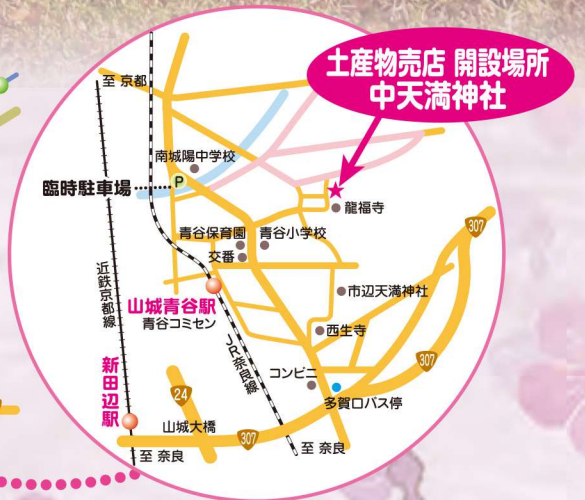 土産物売店 開設場所
中天満神社
至 京都
南城陽中学校
臨時駐車場
P
龍福寺
青谷保育園
青谷小学校
交番
307
近鉄京都線
山城青谷駅
青谷コミセン
市辺天満神社
西生寺
JR奈良線
307
新田辺駅
コンビニ
24
多賀口バス停
山城大橋
307
至 奈良
至 奈良